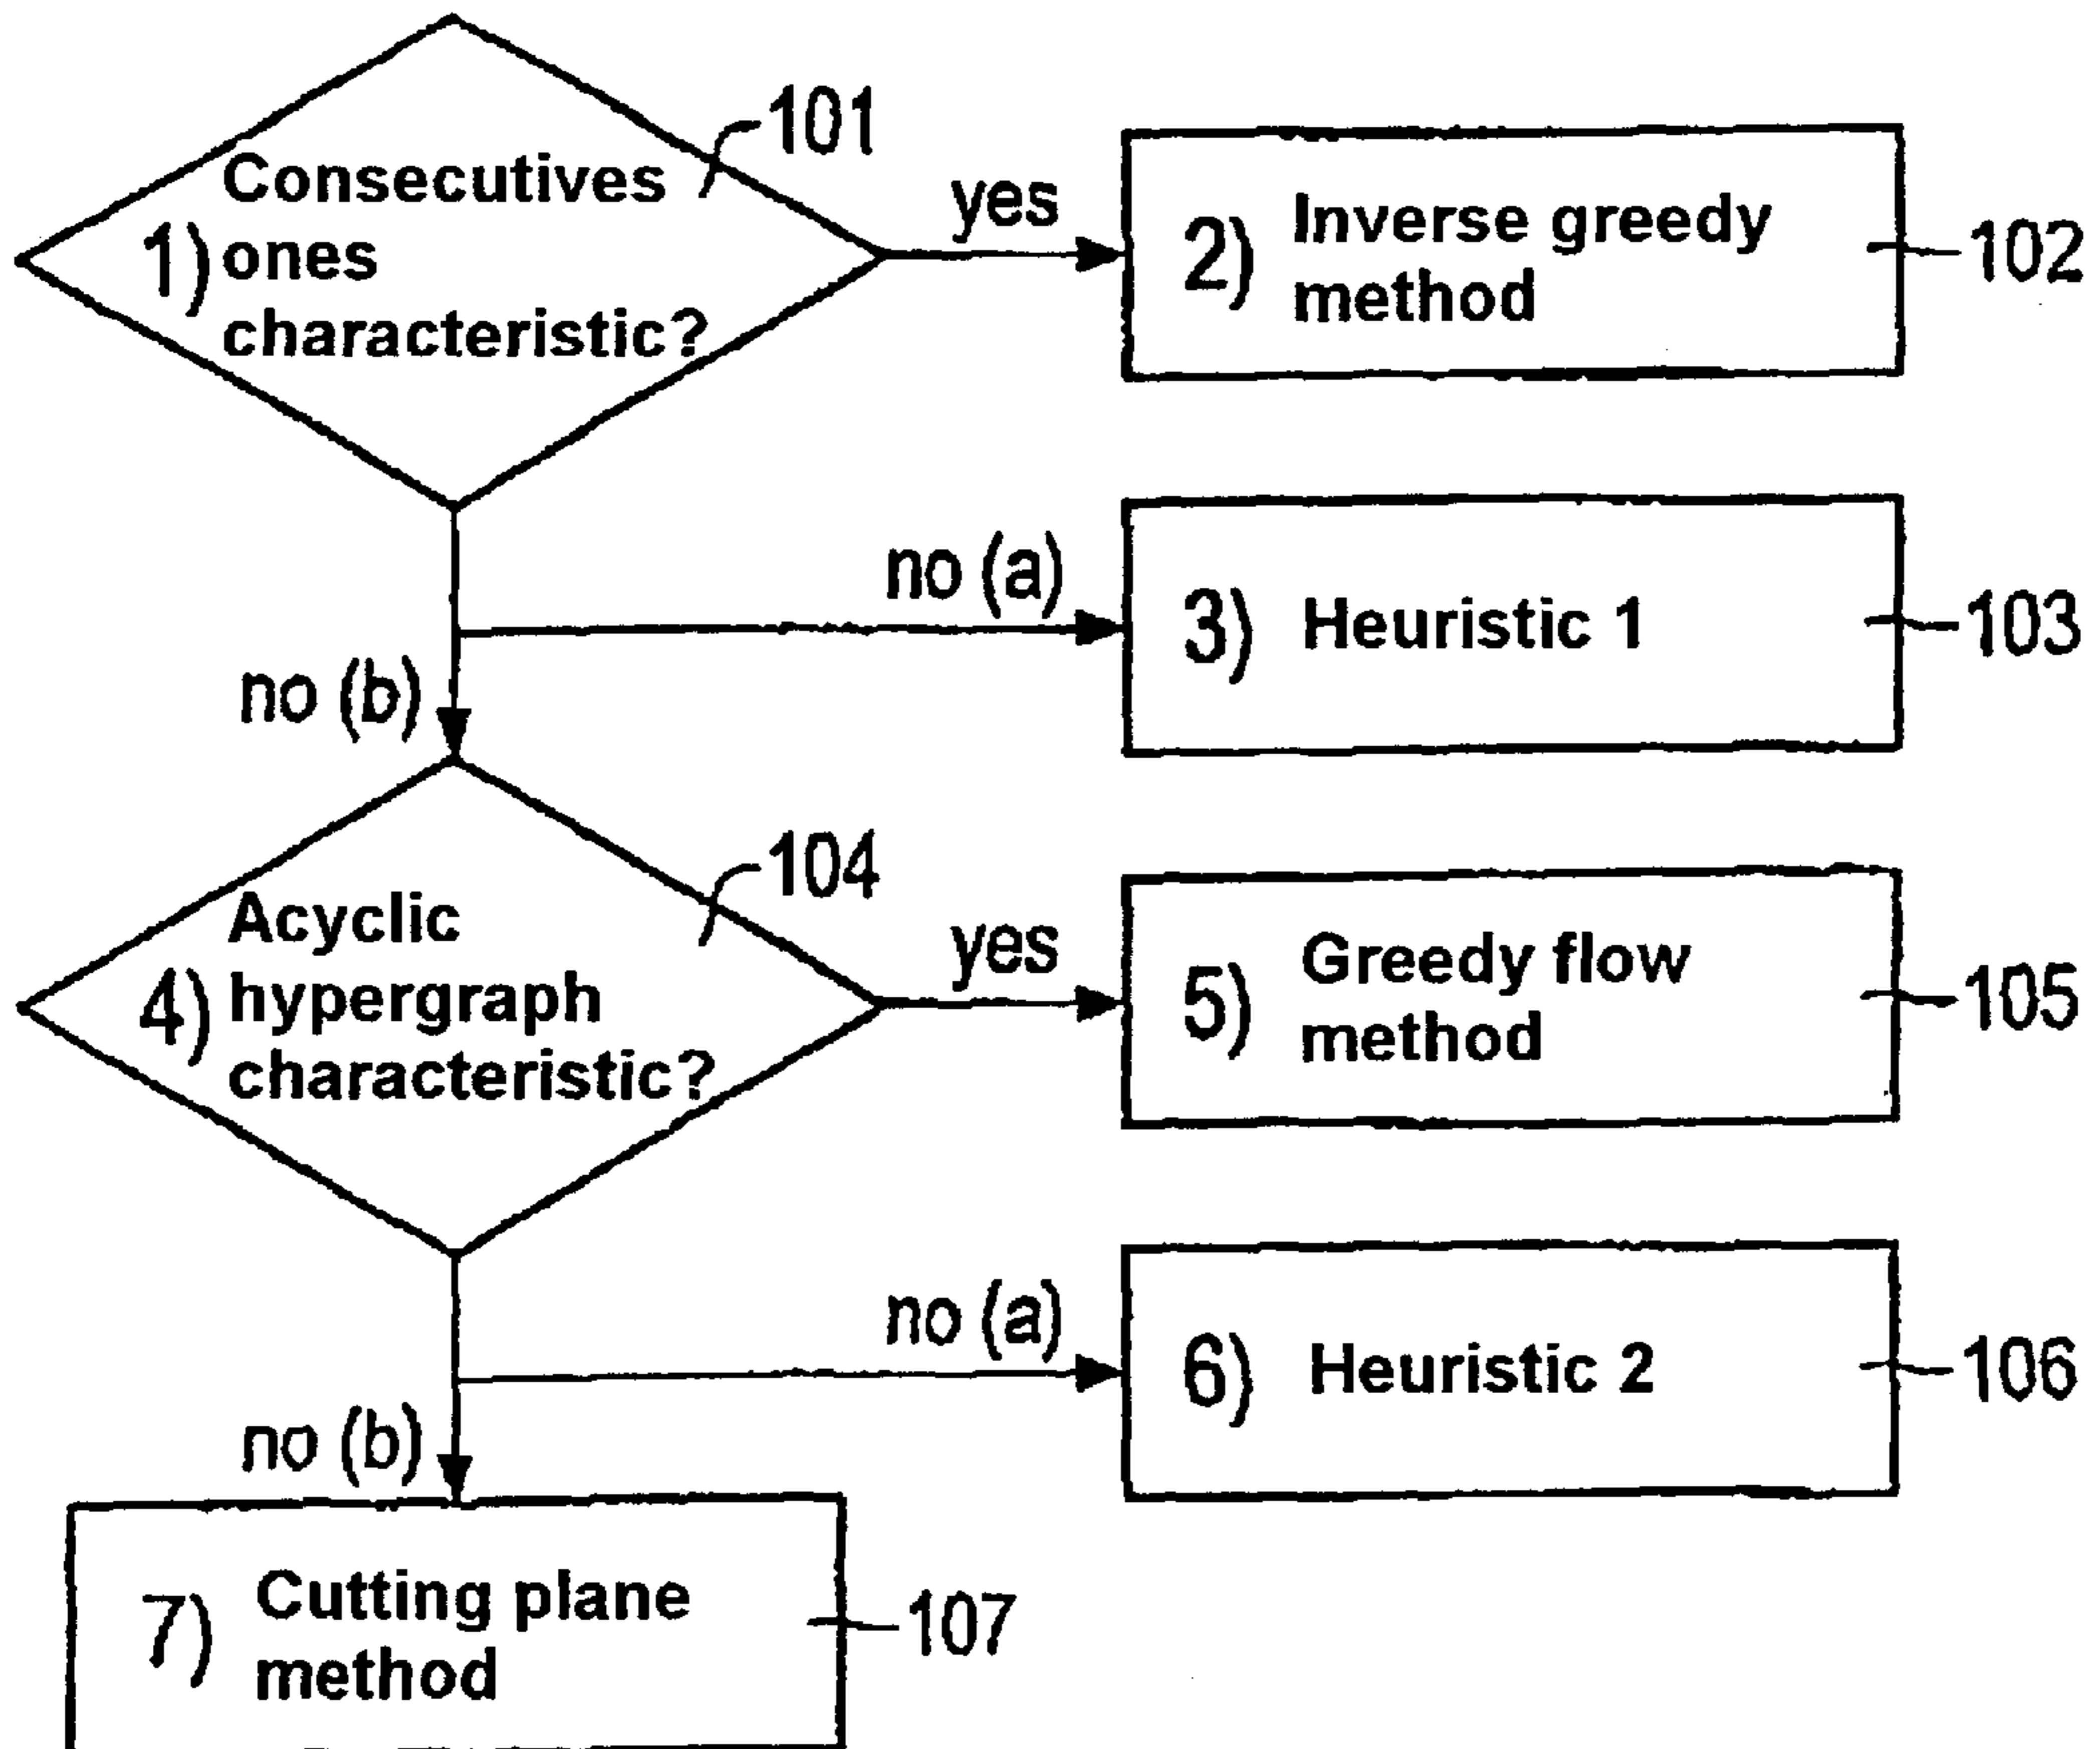 101
Consecutives
1) ones
characteristic?
yes
2) Inverse greedy
method
102
no (a)
3) Heuristic 1
103
no (b)
104
Acyclic
4) hypergraph
characteristic?
yes
5) Greedy flow
method
105
no (a)
6) Heuristic 2
106
no (b)
7) Cutting plane
method
107